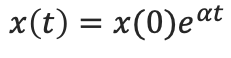 x(t) = x(0)e^{αt}